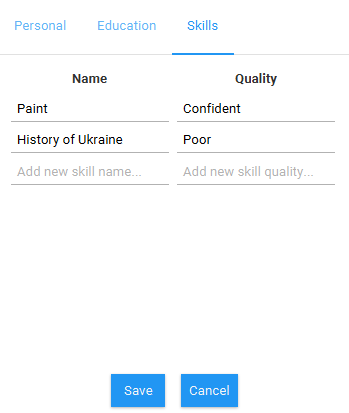 Personal Education Skills
Name Quality
Paint Confident
History of Ukraine Poor
Add new skill name... Add new skill quality...
Save Cancel